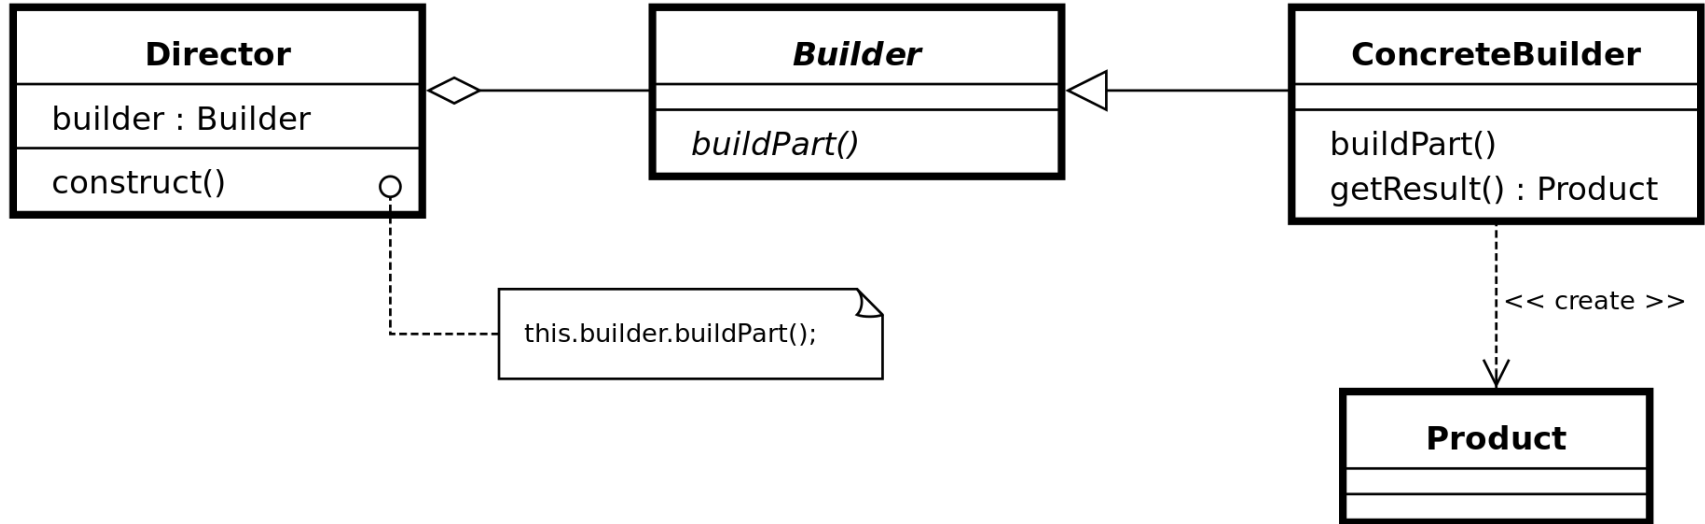 Director
builder : Builder
construct()
Builder
buildPart()
ConcreteBuilder
buildPart()
getResult() : Product
this.builder.buildPart();
<< create >>
Product